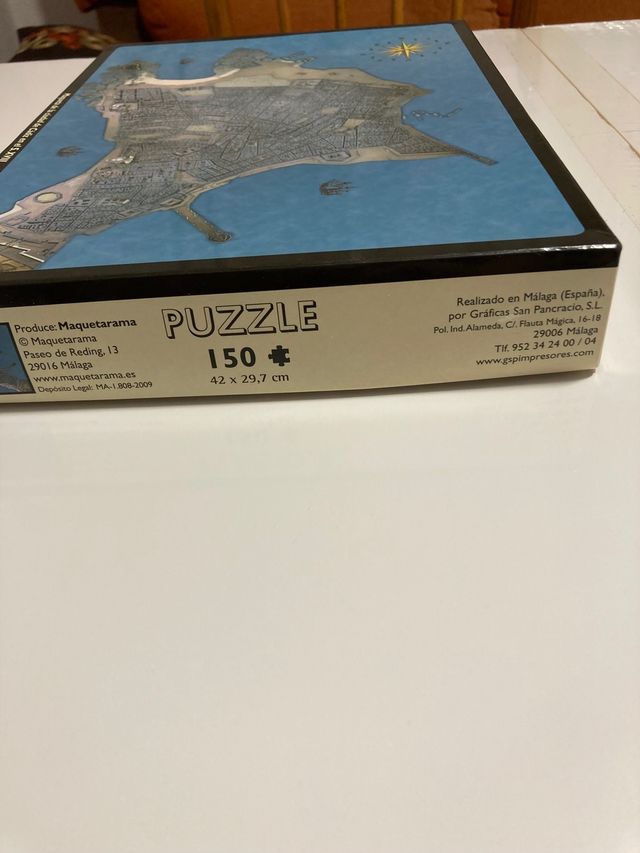 Produce: Maquetarama
© Maquetarama
Paseo de Reding, 13
29016 Málaga
www.maquetarama.es
Depósito Legal: MA-1.808-2009
PUZZLE
150
42 x 29,7 cm
Realizado en Málaga (España),
por Gráficas San Pancracio, S.L.
Pol. Ind. Alameda, C/. Flauta Mágica, 16-18
29006 Málaga
Tlf. 952 34 24 00 / 04
www.gspimpresores.com